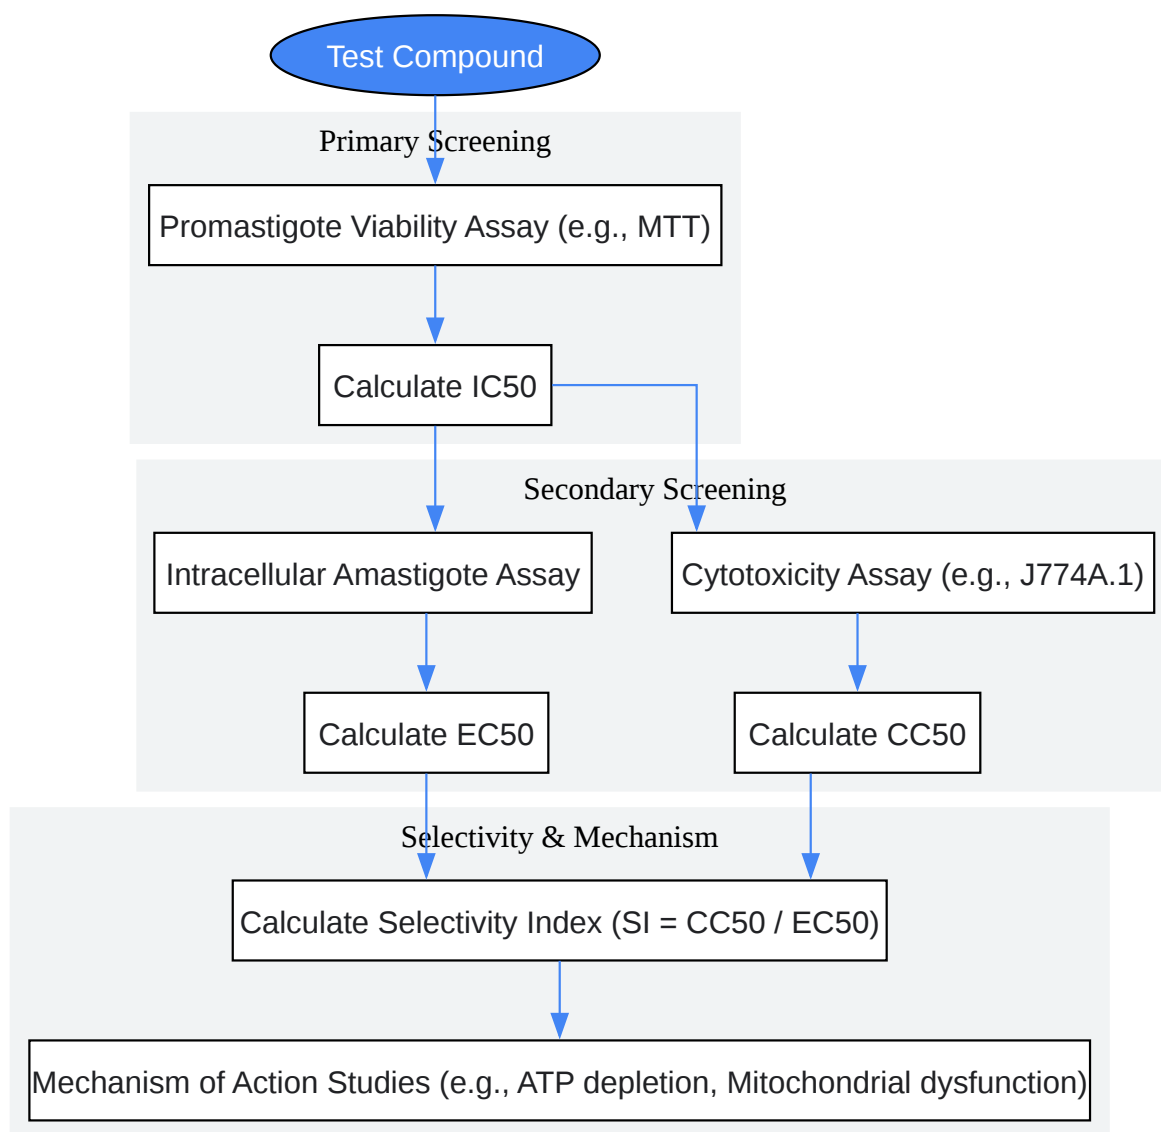 Test Compound
Primary Screening
Promastigote Viability Assay (e.g., MTT)
Calculate IC50
Secondary Screening
Intracellular Amastigote Assay
Cytotoxicity Assay (e.g., J774A.1)
Calculate EC50
Calculate CC50
Selectivity & Mechanism
Calculate Selectivity Index (SI = CC50 / EC50)
Mechanism of Action Studies (e.g., ATP depletion, Mitochondrial dysfunction)